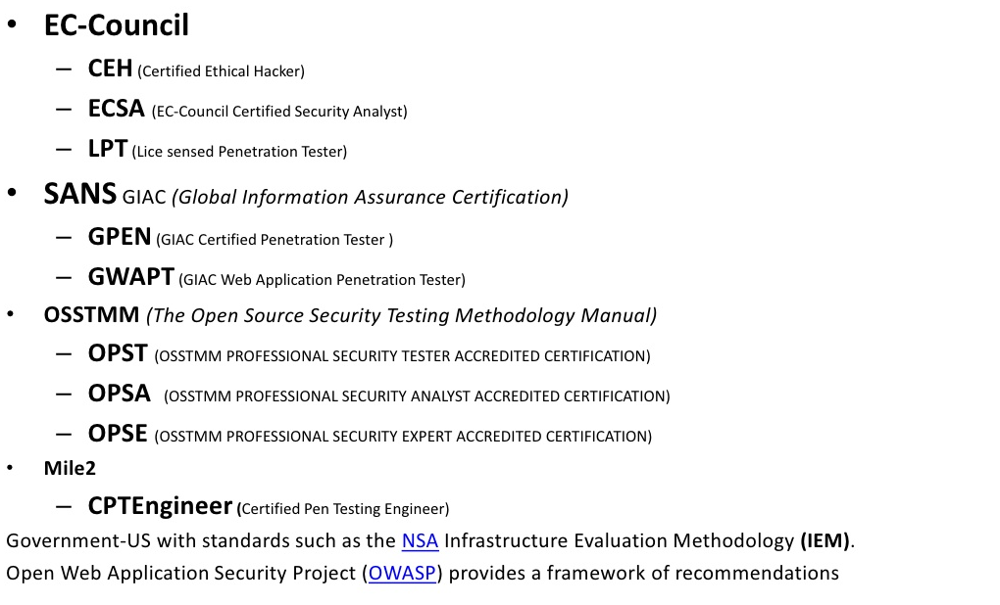 • EC-Council
– CEH (Certified Ethical Hacker)
– ECSA (EC-Council Certified Security Analyst)
– LPT (Lice sensed Penetration Tester)
• SANS GIAC (Global Information Assurance Certification)
– GPEN (GIAC Certified Penetration Tester )
– GWAPT (GIAC Web Application Penetration Tester)
• OSSTMM (The Open Source Security Testing Methodology Manual)
– OPST (OSSTMM PROFESSIONAL SECURITY TESTER ACCREDITED CERTIFICATION)
– OPSA (OSSTMM PROFESSIONAL SECURITY ANALYST ACCREDITED CERTIFICATION)
– OPSE (OSSTMM PROFESSIONAL SECURITY EXPERT ACCREDITED CERTIFICATION)
• Mile2
– CPTEngineer (Certified Pen Testing Engineer)
Government-US with standards such as the NSA Infrastructure Evaluation Methodology (IEM).
Open Web Application Security Project (OWASP) provides a framework of recommendations